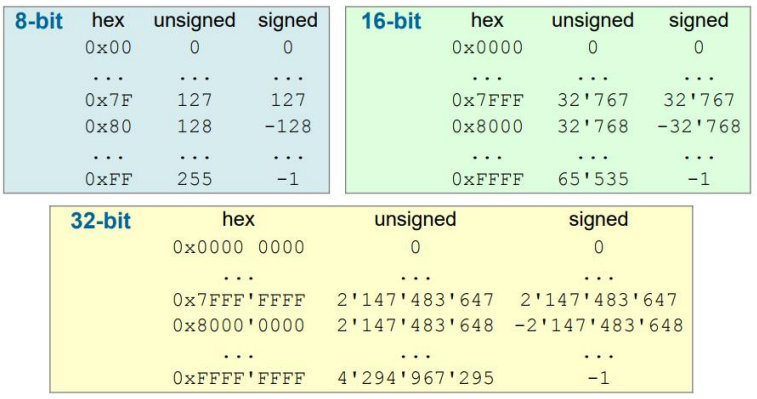 8-bit hex unsigned signed
0x00 0 0
... ... ...
0x7F 127 127
0x80 128 -128
... ... ...
0xFF 255 -1
16-bit hex unsigned signed
0x0000 0 0
... ... ...
0x7FFF 32'767 32'767
0x8000 32'768 -32'768
... ... ...
0xFFFF 65'535 -1
32-bit hex unsigned signed
0x0000 0000 0 0
... ... ...
0x7FFF'FFFF 2'147'483'647 2'147'483'647
0x8000'0000 2'147'483'648 -2'147'483'648
... ... ...
0xFFFF'FFFF 4'294'967'295 -1